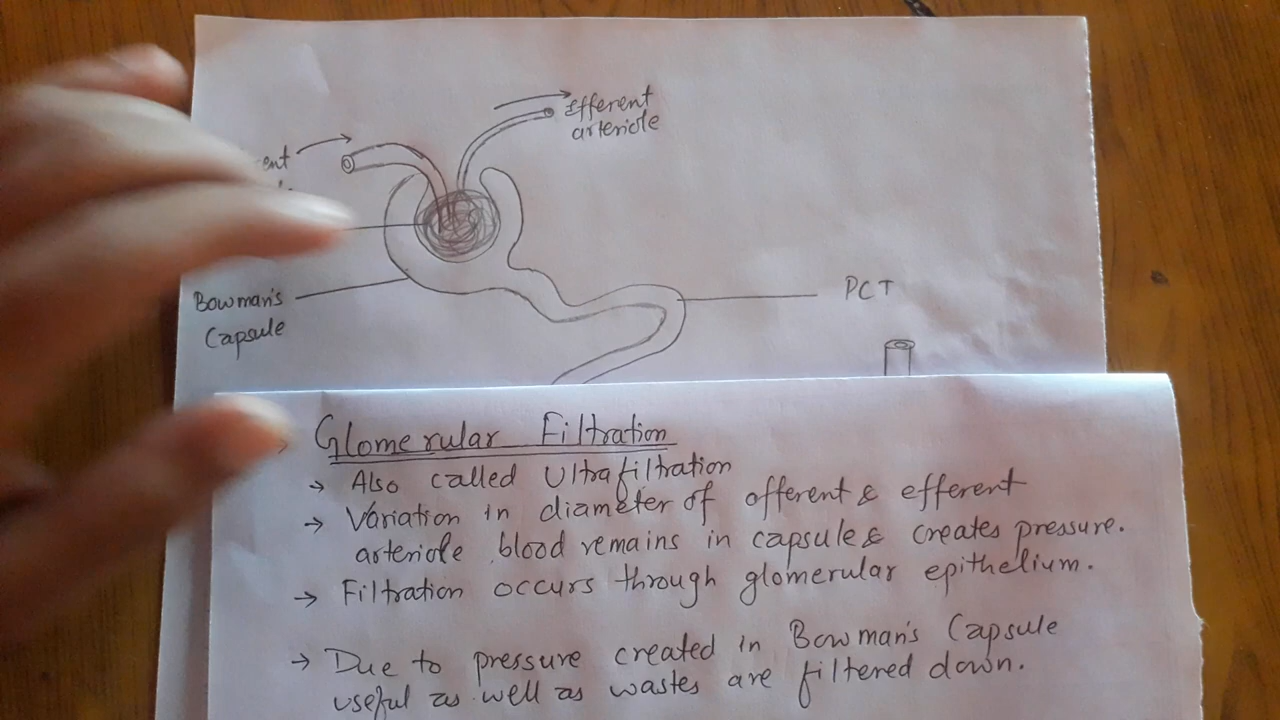 Efferent
arteriole
Bowman's
Capsule
PCT
Glomerular Filtration
→ Also called Ultrafiltration
→ Variation in diameter of offerent & efferent
arteriole blood remains in capsule & creates pressure.
→ Filtration occurs through glomerular epithelium.
→ Due to pressure created in Bowman's Capsule
useful as well as wastes are filtered down.